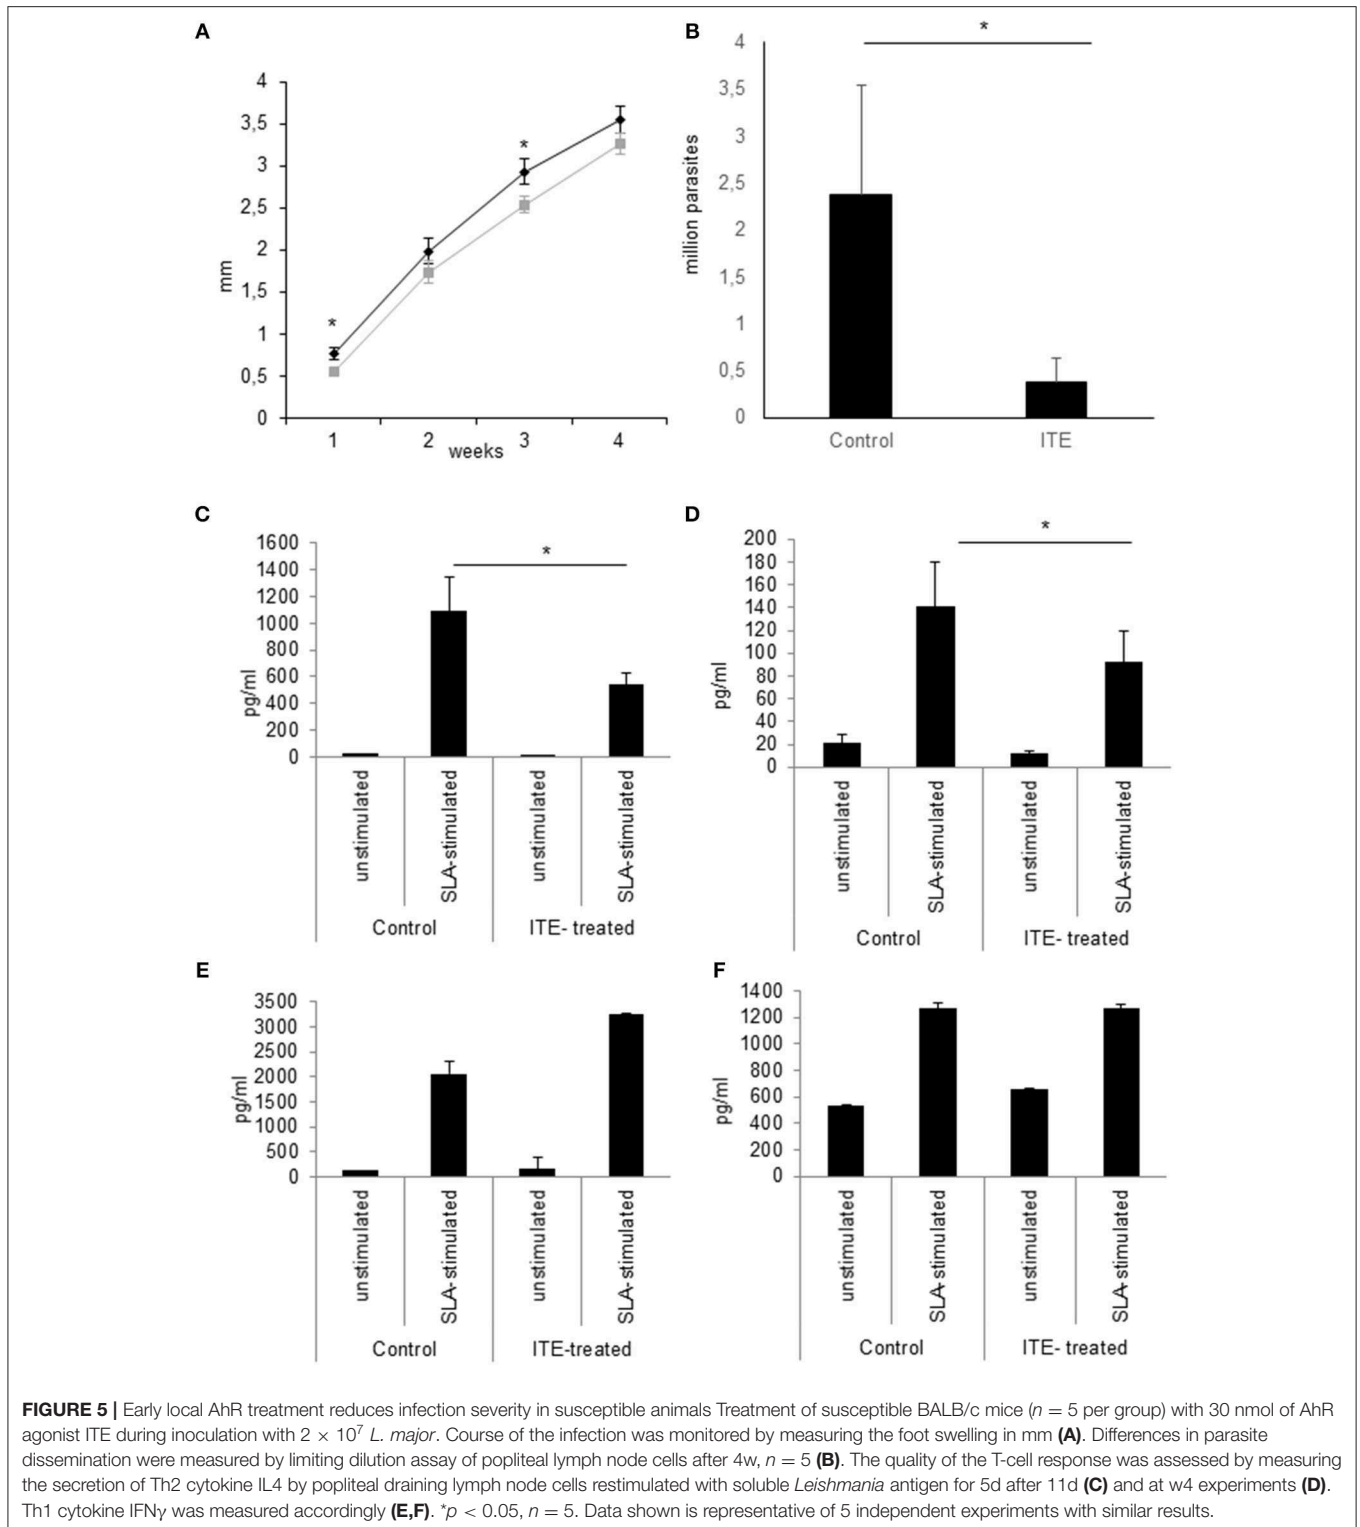 A
4
3,5
3
2,5
2
1,5
1
0,5
0
mm
*
*
1 2 3 4
weeks
B
4
3,5
3
2,5
2
1,5
1
0,5
0
million parasites
*
Control ITE
C
1600
1400
1200
1000
800
600
400
200
0
pg/ml
*
unstimulated SLA-stimulated unstimulated SLA-stimulated
Control ITE- treated
D
200
180
160
140
120
100
80
60
40
20
0
pg/ml
*
unstimulated SLA-stimulated unstimulated SLA-stimulated
Control ITE- treated
E
3500
3000
2500
2000
1500
1000
500
0
pg/ml
unstimulated SLA-stimulated unstimulated SLA-stimulated
Control ITE-treated
F
1400
1200
1000
800
600
400
200
0
pg/ml
unstimulated SLA-stimulated unstimulated SLA-stimulated
Control ITE- treated
FIGURE 5 | Early local AhR treatment reduces infection severity in susceptible animals Treatment of susceptible BALB/c mice (n = 5 per group) with 30 nmol of AhR
agonist ITE during inoculation with 2 × 10⁷ L. major. Course of the infection was monitored by measuring the foot swelling in mm (A). Differences in parasite
dissemination were measured by limiting dilution assay of popliteal lymph node cells after 4w, n = 5 (B). The quality of the T-cell response was assessed by measuring
the secretion of Th2 cytokine IL4 by popliteal draining lymph node cells restimulated with soluble Leishmania antigen for 5d after 11d (C) and at w4 experiments (D).
Th1 cytokine IFNγ was measured accordingly (E,F). *p < 0.05, n = 5. Data shown is representative of 5 independent experiments with similar results.